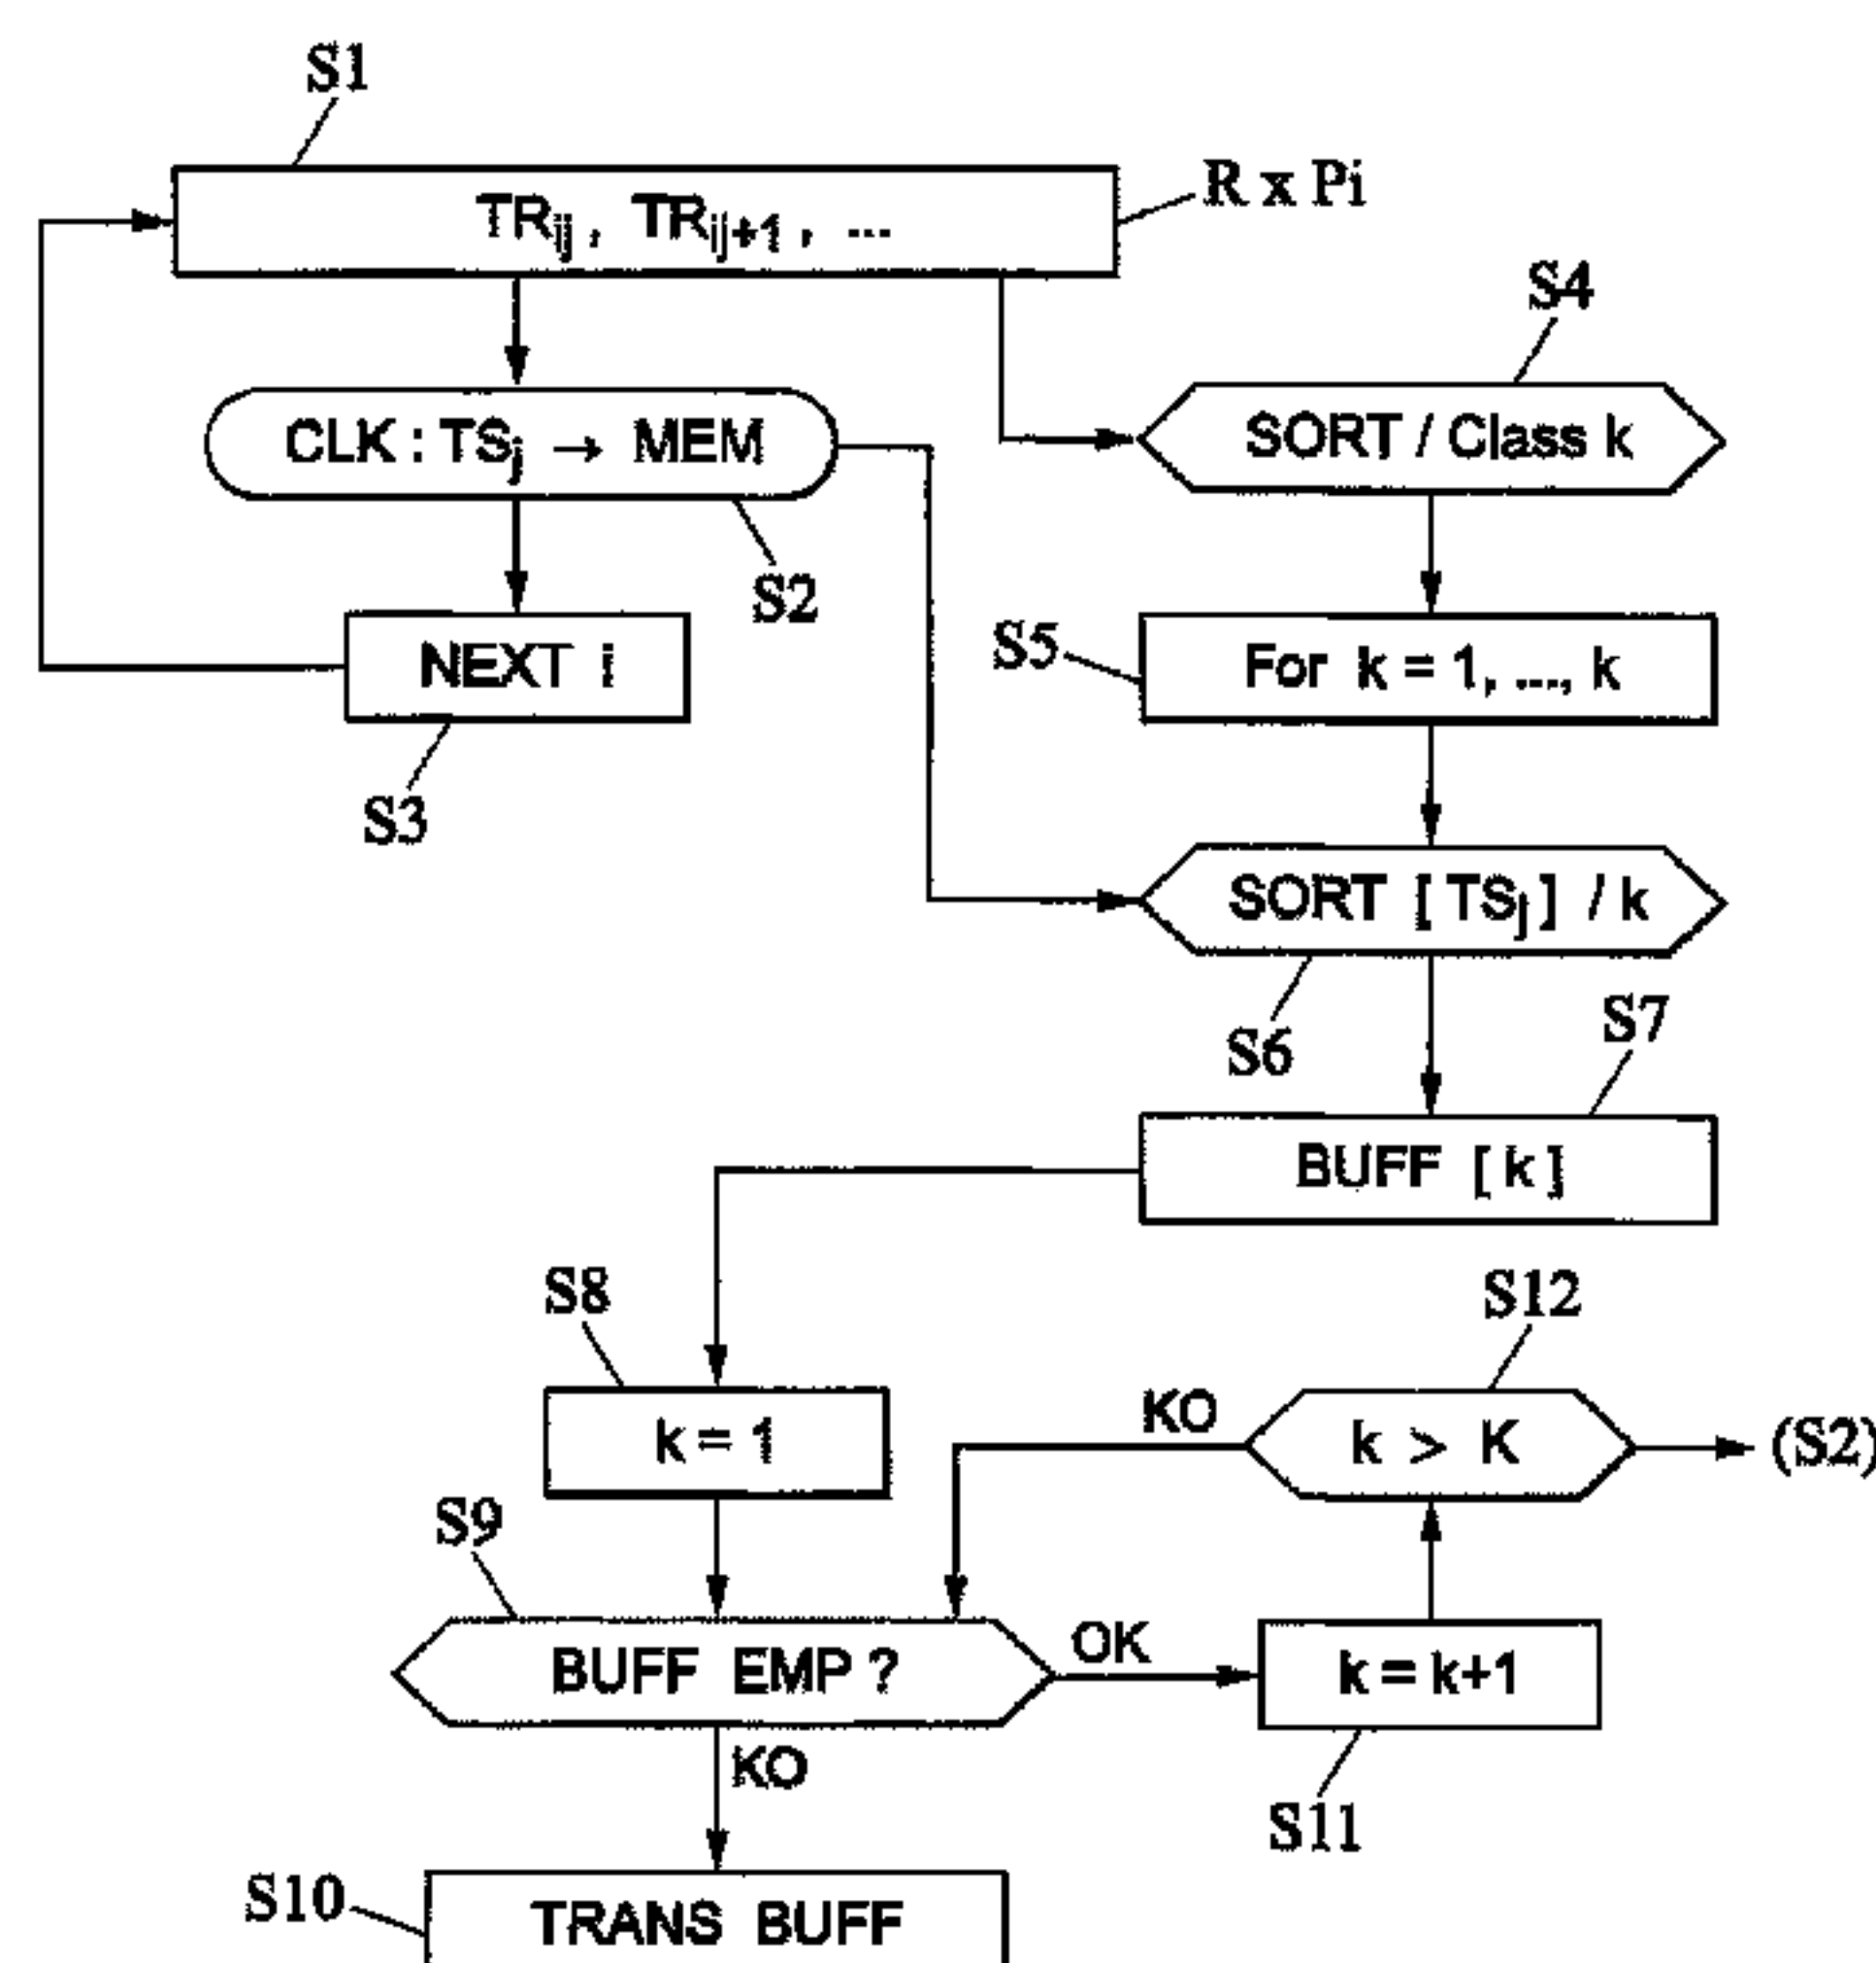 S1
TRij , TRij+1 , ...
R x Pi
S4
CLK : TSj → MEM
SORT / Class k
S2
NEXT i
S5
For k = 1, ..., k
S3
SORT [ TSj ] / k
S6
S7
BUFF [ k ]
S8
S12
k = 1
KO
k > K
(S2)
S9
BUFF EMP ?
OK
k = k+1
KO
S11
S10
TRANS BUFF